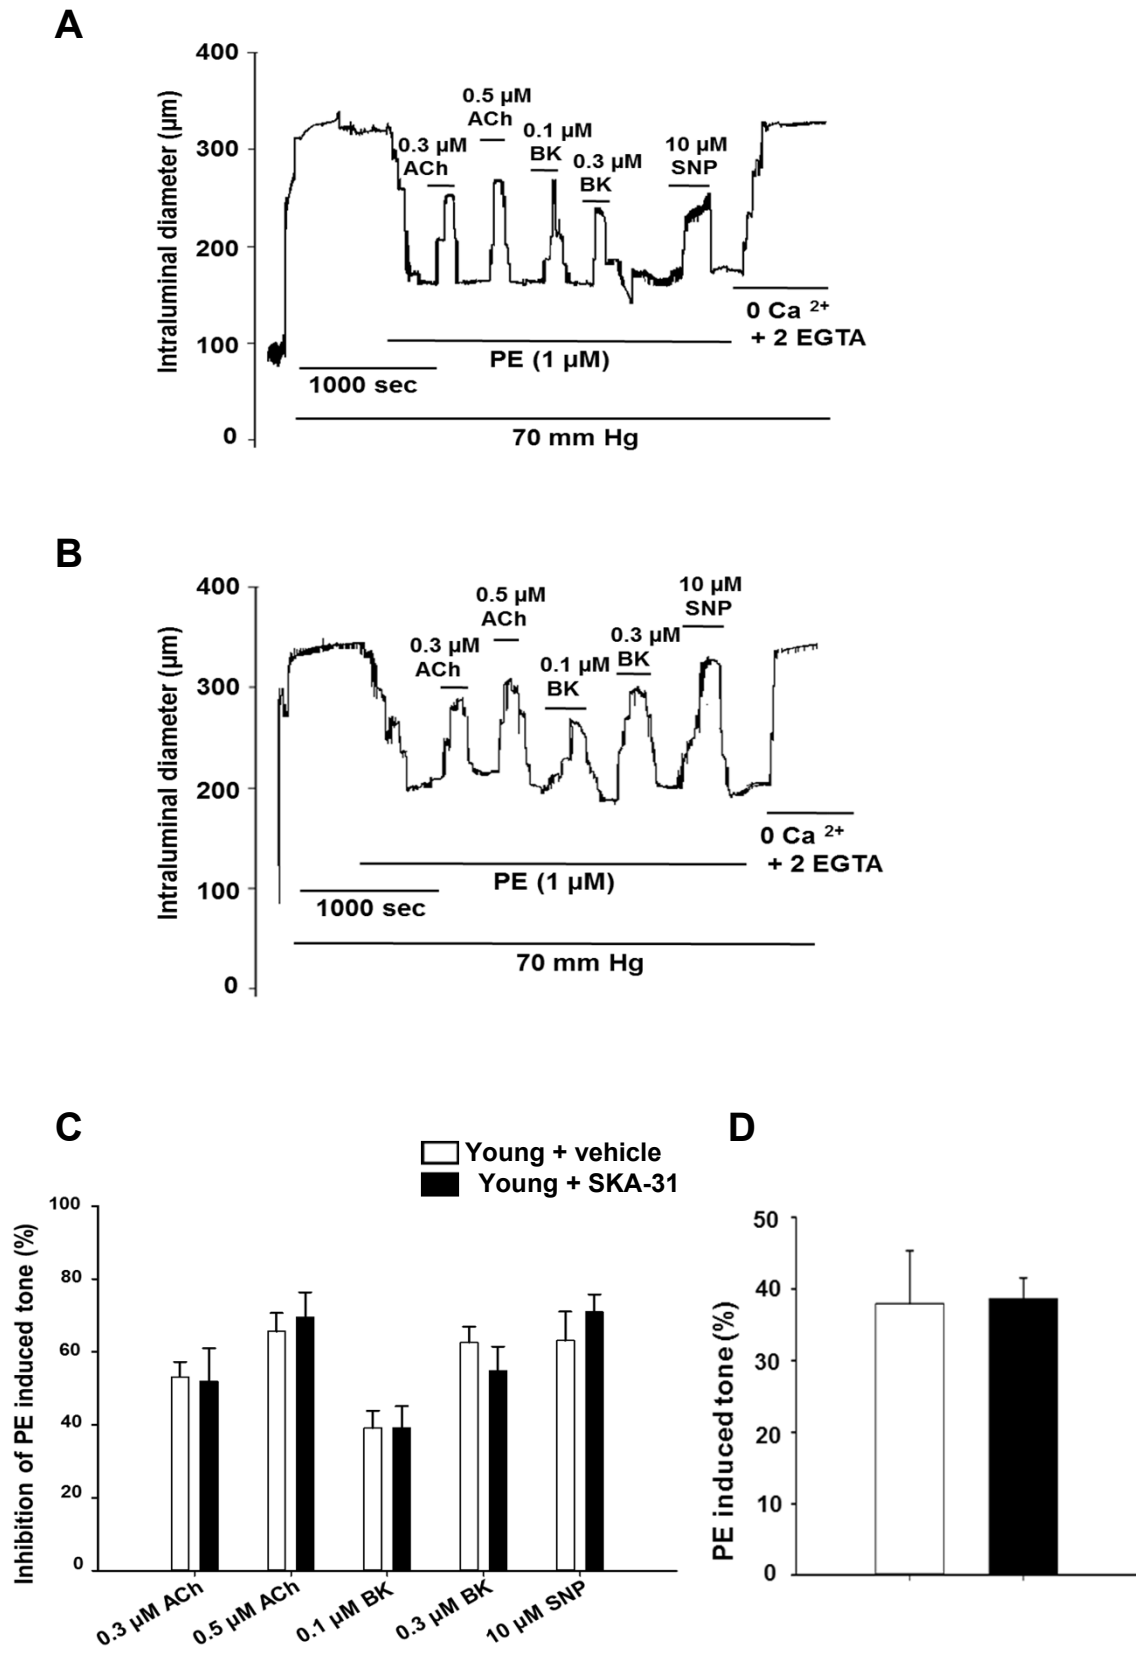 A
Intraluminal diameter (µm)
400
300
200
100
0
0.3 µM
ACh
0.5 µM
ACh
0.1 µM
BK
0.3 µM
BK
10 µM
SNP
0 Ca 2+
+ 2 EGTA
PE (1 µM)
1000 sec
70 mm Hg
B
Intraluminal diameter (µm)
400
300
200
100
0
0.3 µM
ACh
0.5 µM
ACh
0.1 µM
BK
0.3 µM
BK
10 µM
SNP
0 Ca 2+
+ 2 EGTA
PE (1 µM)
1000 sec
70 mm Hg
C
Young + vehicle
Young + SKA-31
Inhibition of PE induced tone (%)
100
80
60
40
20
0
0.3 µM ACh
0.5 µM ACh
0.1 µM BK
0.3 µM BK
10 µM SNP
D
PE induced tone (%)
50
40
30
20
10
0